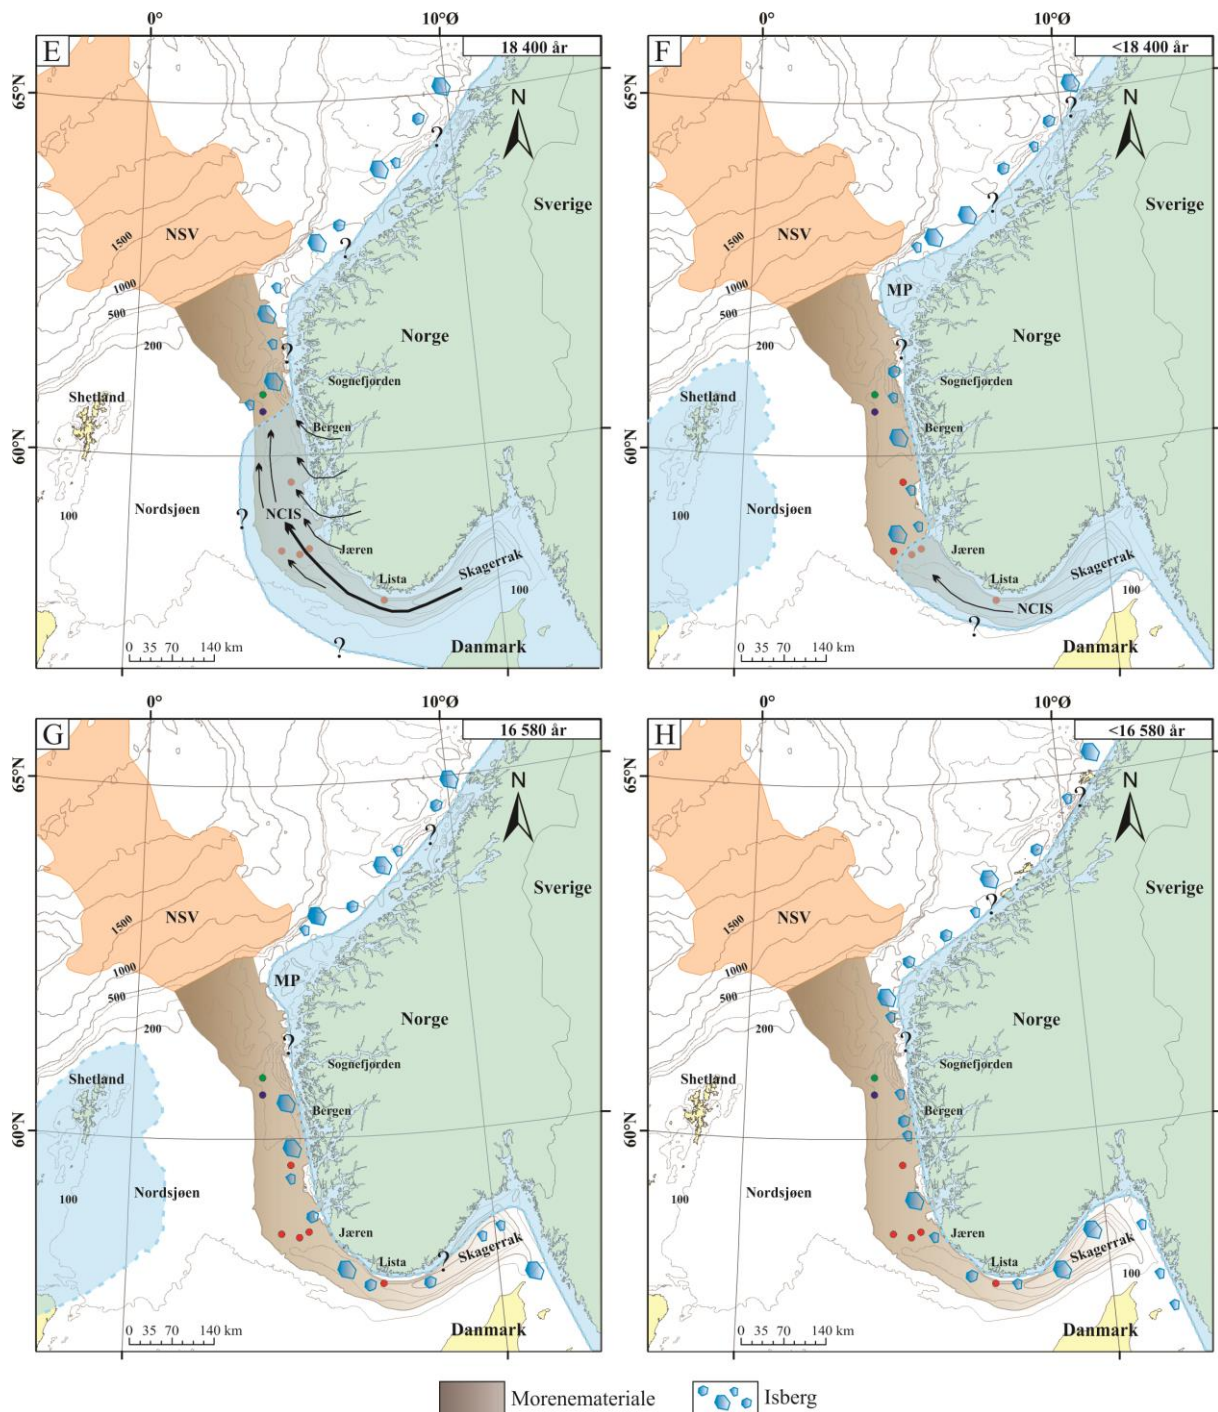 0° 10°Ø
E 18 400 år
65°N
N
?
Sverige
NSV
?
1500
1000
500
200
Norge
?
Sognefjorden
Shetland
Bergen
60°N
Nordsjøen
NCIS
?
100
Jæren
Lista
Skagerrak
100
?
0 35 70 140 km
Danmark
0° 10°Ø
F <18 400 år
65°N
N
?
Sverige
?
NSV
1500
MP
1000
500
200
Norge
?
Sognefjorden
Shetland
Bergen
60°N
Nordsjøen
100
Jæren
Lista
Skagerrak
100
NCIS
?
0 35 70 140 km
Danmark
0° 10°Ø
G 16 580 år
65°N
N
?
Sverige
NSV
1500
MP
1000
500
200
Norge
?
Sognefjorden
Shetland
Bergen
60°N
Nordsjøen
100
Jæren
Lista
Skagerrak
?
0 35 70 140 km
Danmark
0° 10°Ø
H <16 580 år
65°N
N
?
Sverige
?
NSV
1500
1000
500
200
Norge
?
Sognefjorden
Shetland
Bergen
60°N
Nordsjøen
100
Jæren
Lista
Skagerrak
100
0 35 70 140 km
Danmark
Morenemateriale Isberg